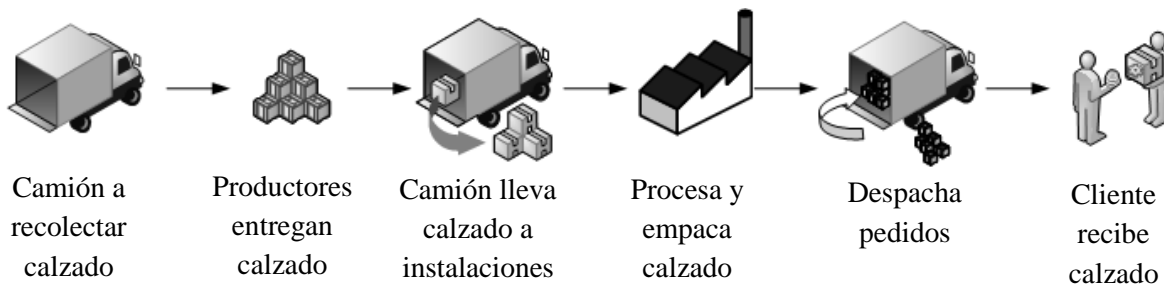 Camión a
recolectar
calzado
Productores
entregan
calzado
Camión lleva
calzado a
instalaciones
Procesa y
empaca
calzado
Despacha
pedidos
Cliente
recibe
calzado